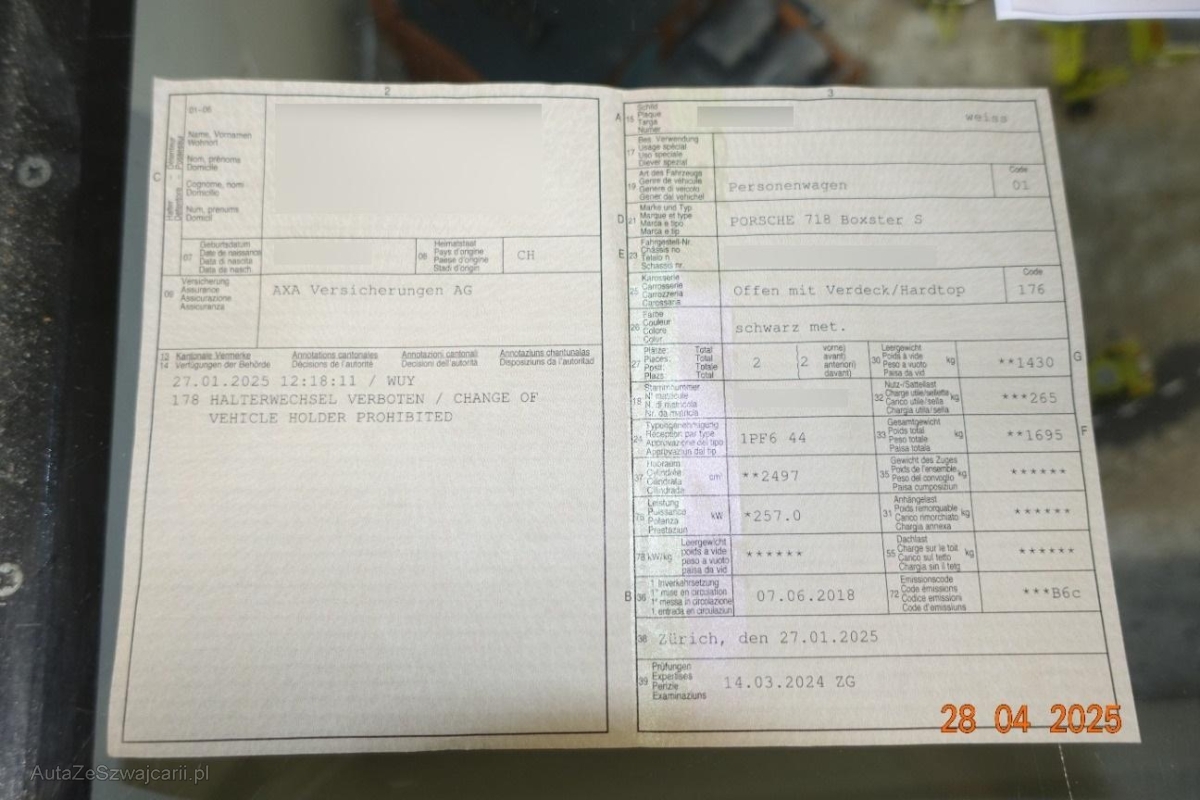 2
01-06
C
Halter Détenteur
Detentore Possessur
Name, Vornamen
Wohnort
Nom, prénoms
Domicile
Cognome, nomi
Domicilio
Num, prenums
Domicil
07
Geburtsdatum
Date de naissance
Data di nascita
Data da nasch.
08
Heimatstaat
Pays d'origine
Paese d'origine
Stadi d'origin
CH
09
Versicherung
Assurance
Assicurazione
Assicuranza
AXA Versicherungen AG
13
14
Kantonale Vermerke
Verfügungen der Behörde
Annotations cantonales
Décisions de l'autorité
Annotazioni cantonali
Decisioni dell'autorità
Annotaziuns chantunalas
Disposiziuns da l'autoritad
27.01.2025 12:18:11 / WUY
178 HALTERWECHSEL VERBOTEN / CHANGE OF
VEHICLE HOLDER PROHIBITED
3
A
15
Schild
Plaque
Targa
Numer
weiss
17
Bes. Verwendung
Usage spécial
Uso speciale
Diever spezial
19
Art des Fahrzeugs
Genre de véhicule
Genere di veicolo
Gener dal vehichel
Personenwagen
Code
01
D
21
Marke und Typ
Marque et type
Marca e tipo
Marca e tip
PORSCHE 718 Boxster S
E
23
Fahrgestell-Nr.
Châssis no
Telaio n.
Schassis nr.
25
Karosserie
Carrosserie
Carrozzeria
Carossaria
Offen mit Verdeck/Hardtop
Code
176
26
Farbe
Couleur
Colore
Colur
schwarz met.
27
Plätze: Total
Places: Total
Posti: Totale
Plazs: Total
2
2
vorne)
avant)
anteriori)
davant)
30
Leergewicht
Poids à vide
Peso a vuoto
Paisa da vid
kg
**1430
G
18
Stammnummer
N° matricule
N. di matricola
Nr. da matricla
32
Nutz-/Sattellast
Charge utile/sellette
Carico utile/sella
Chargia utila/sella
kg
***265
24
Typengenehmigung
Réception par type
Approvazione del tipo
Approvaziun dal tip
1PF6 44
33
Gesamtgewicht
Poids total
Peso totale
Paisa totala
kg
**1695
F
37
Hubraum
Cylindrée
Cilindrata
Cilindrada
cm³
**2497
35
Gewicht des Zuges
Poids de l'ensemble
Peso del convoglio
Paisa cumposiziun
kg
******
76
Leistung
Puissance
Potenza
Prestaziun
kW
*257.0
31
Anhängelast
Poids remorquable
Carico rimorchiato
Chargia annexa
kg
******
78 kW/kg
Leergewicht
poids à vide
peso a vuoto
paisa da vid
******
55
Dachlast
Charge sur le toit
Carico sul tetto
Chargia sin il tetg
kg
******
B
36
1. Inverkehrsetzung
1re mise en circulation
1a messa in circolazione
1. entrada en circulaziun
07.06.2018
72
Emissionscode
Code émissions
Codice emissioni
Code d'emissiuns
***B6c
38
Zürich, den 27.01.2025
39
Prüfungen
Expertises
Perizie
Examinaziuns
14.03.2024 ZG
28 04 2025
AutaZeSzwajcarii.pl